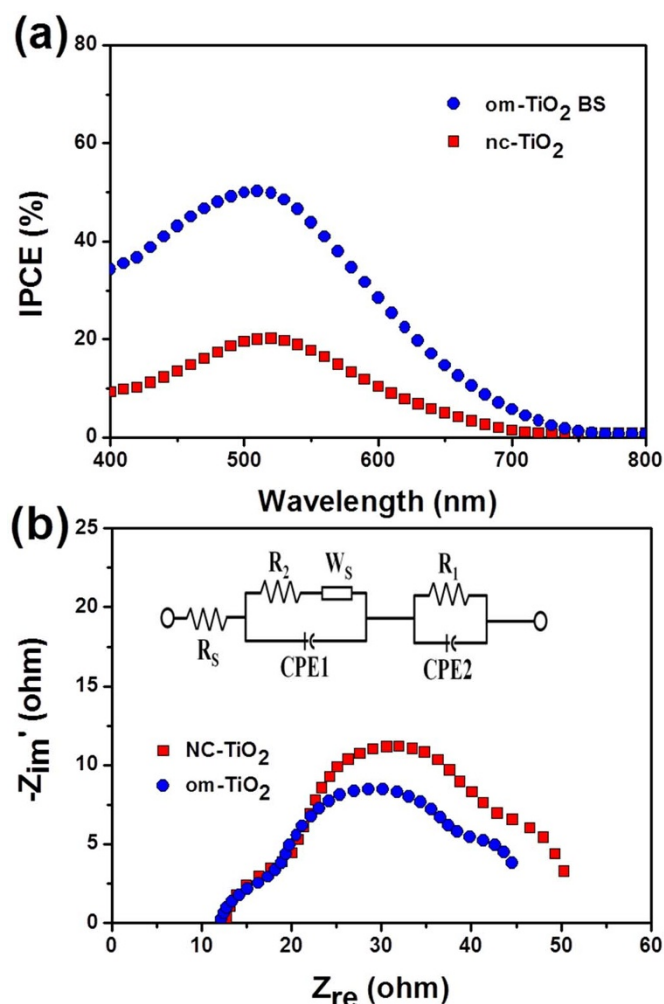 (a)
80
60
40
20
0
IPCE (%)
om-TiO2 BS
nc-TiO2
400 500 600 700 800
Wavelength (nm)
(b)
25
20
15
10
5
0
-Zim' (ohm)
R2 WS R1
RS CPE1 CPE2
NC-TiO2
om-TiO2
0 10 20 30 40 50 60
Zre (ohm)